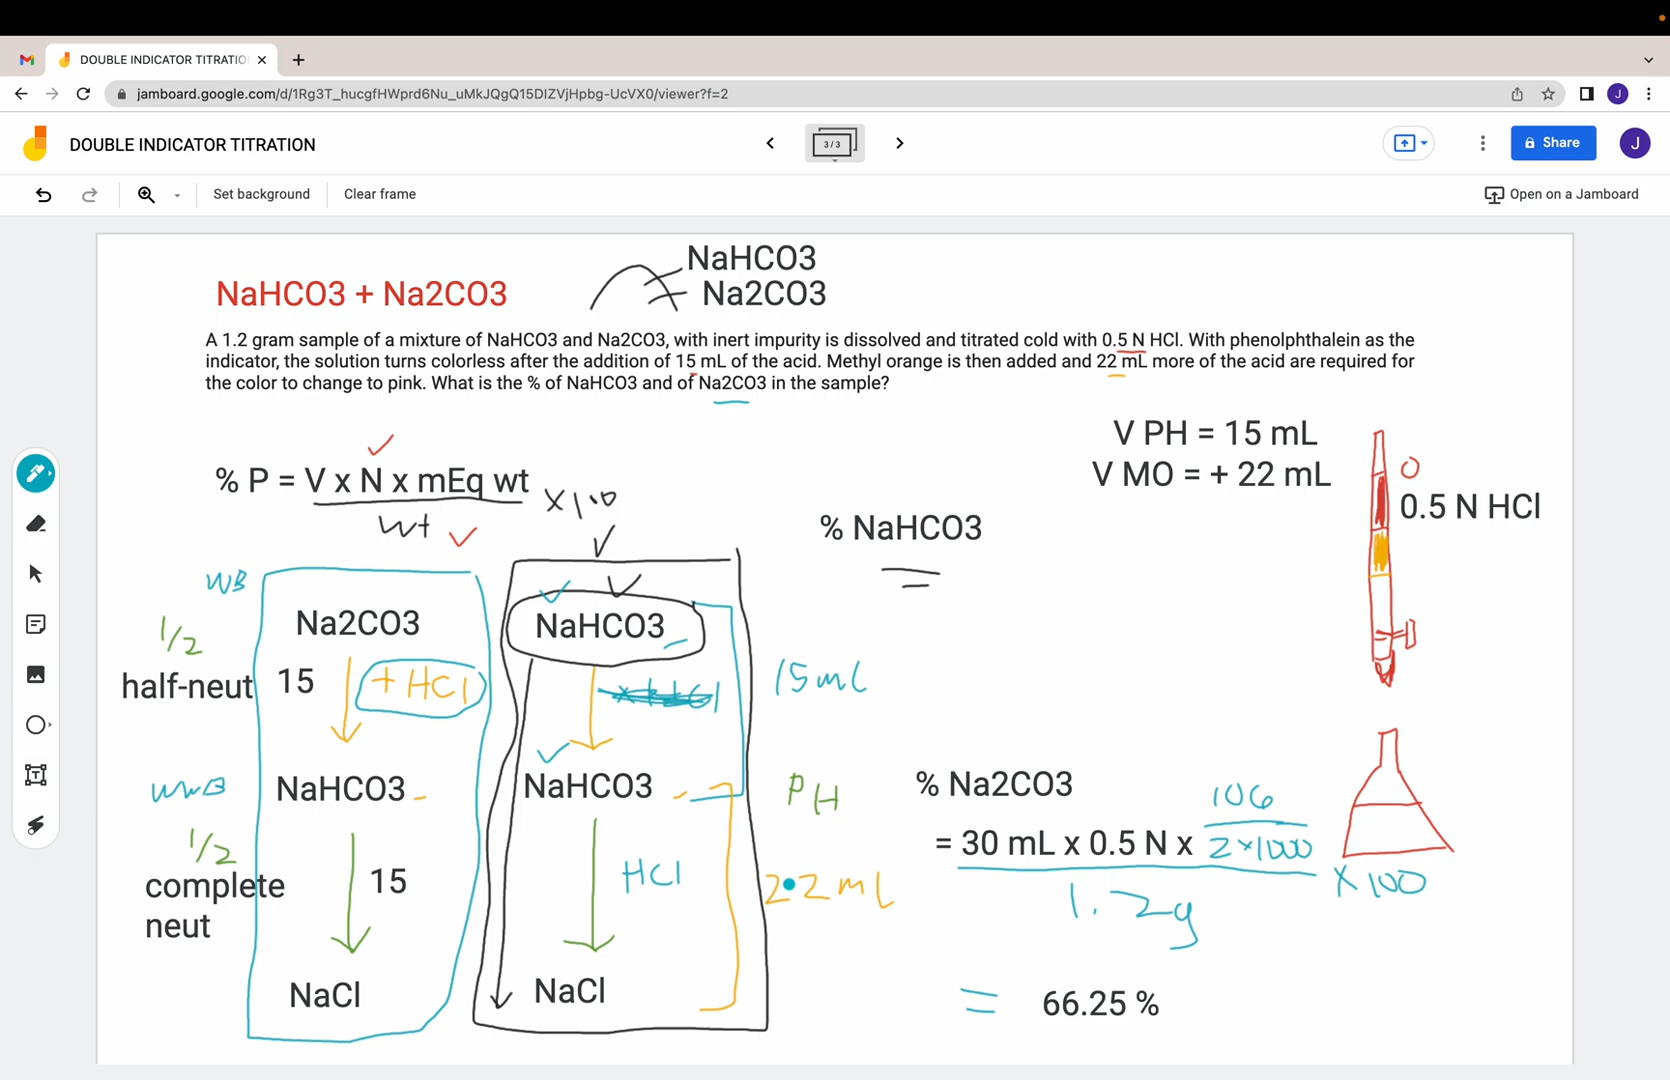 DOUBLE INDICATOR TITRATIO
jamboard.google.com/d/1Rg3T_hucgfHWprd6Nu_uMkJQgQ15DIZVjHpbg-UcVX0/viewer?f=2
J
DOUBLE INDICATOR TITRATION
3 / 3
Share
J
Set background
Clear frame
Open on a Jamboard
NaHCO3
NaHCO3 + Na2CO3
Na2CO3
A 1.2 gram sample of a mixture of NaHCO3 and Na2CO3, with inert impurity is dissolved and titrated cold with 0.5 N HCl. With phenolphthalein as the
indicator, the solution turns colorless after the addition of 15 mL of the acid. Methyl orange is then added and 22 mL more of the acid are required for
the color to change to pink. What is the % of NaHCO3 and of Na2CO3 in the sample?
V PH = 15 mL
V MO = + 22 mL
0
0.5 N HCl
% P = V x N x mEq wt
x 100
wt
% NaHCO3
WB
Na2CO3
NaHCO3
1/2
half-neut
15
+ HCl
15 mL
NaHCO3
NaHCO3
PH
% Na2CO3
106
= 30 mL x 0.5 N x
2x1000
x 100
1.2g
1/2
complete
neut
15
HCl
22 mL
NaCl
NaCl
= 66.25 %